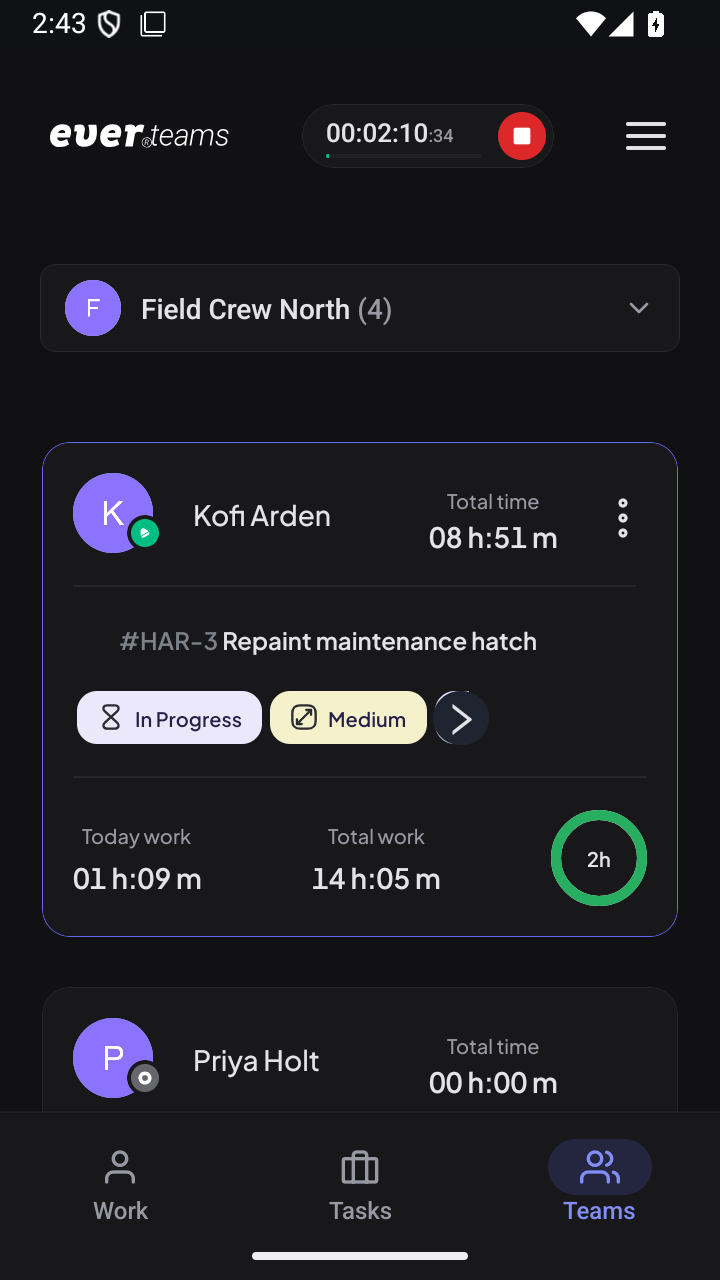 2:43
ever® teams
00:02:10:34
F
Field Crew North (4)
K
Kofi Arden
Total time
08 h:51 m
#HAR-3 Repaint maintenance hatch
In Progress
Medium
Today work
01 h:09 m
Total work
14 h:05 m
2h
P
Priya Holt
Total time
00 h:00 m
Work
Tasks
Teams